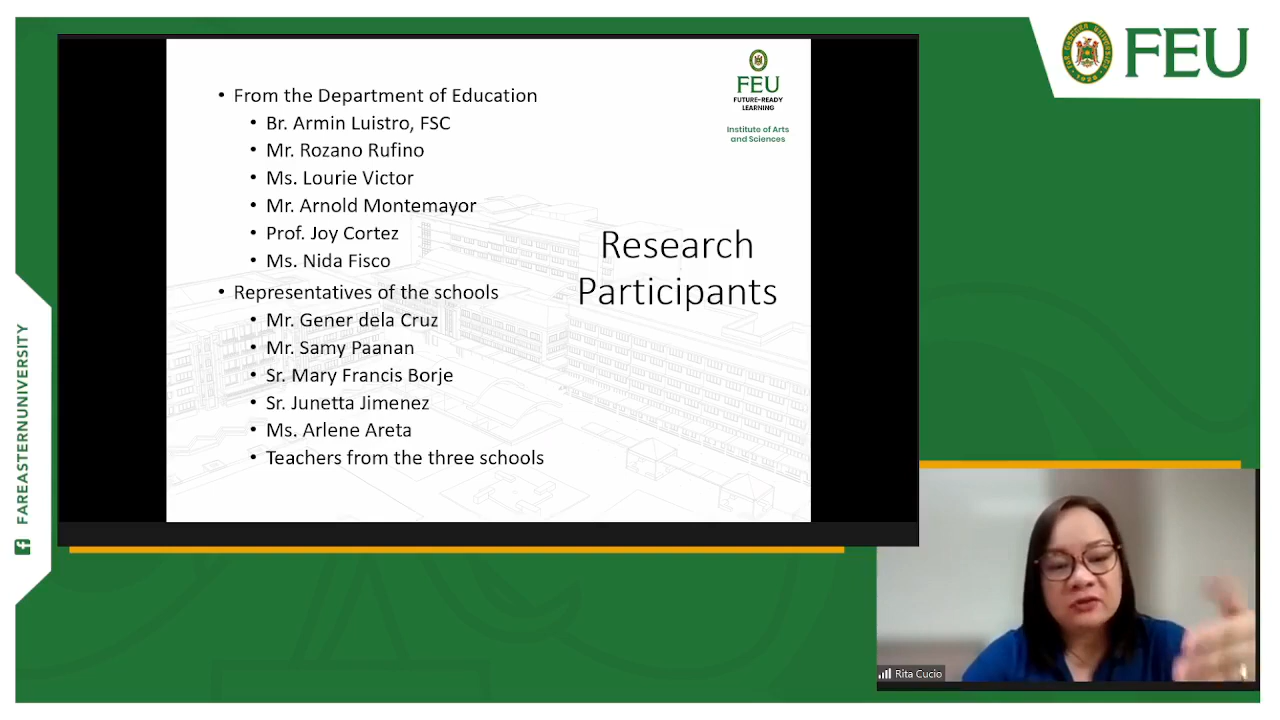 FEU
FEU
FUTURE-READY
LEARNING
Institute of Arts
and Sciences
• From the Department of Education
• Br. Armin Luistro, FSC
• Mr. Rozano Rufino
• Ms. Lourie Victor
• Mr. Arnold Montemayor
• Prof. Joy Cortez
• Ms. Nida Fisco
• Representatives of the schools
• Mr. Gener dela Cruz
• Mr. Samy Paanan
• Sr. Mary Francis Borje
• Sr. Junetta Jimenez
• Ms. Arlene Areta
• Teachers from the three schools
Research
Participants
FAREASTERNUNIVERSITY
Rita Cucio